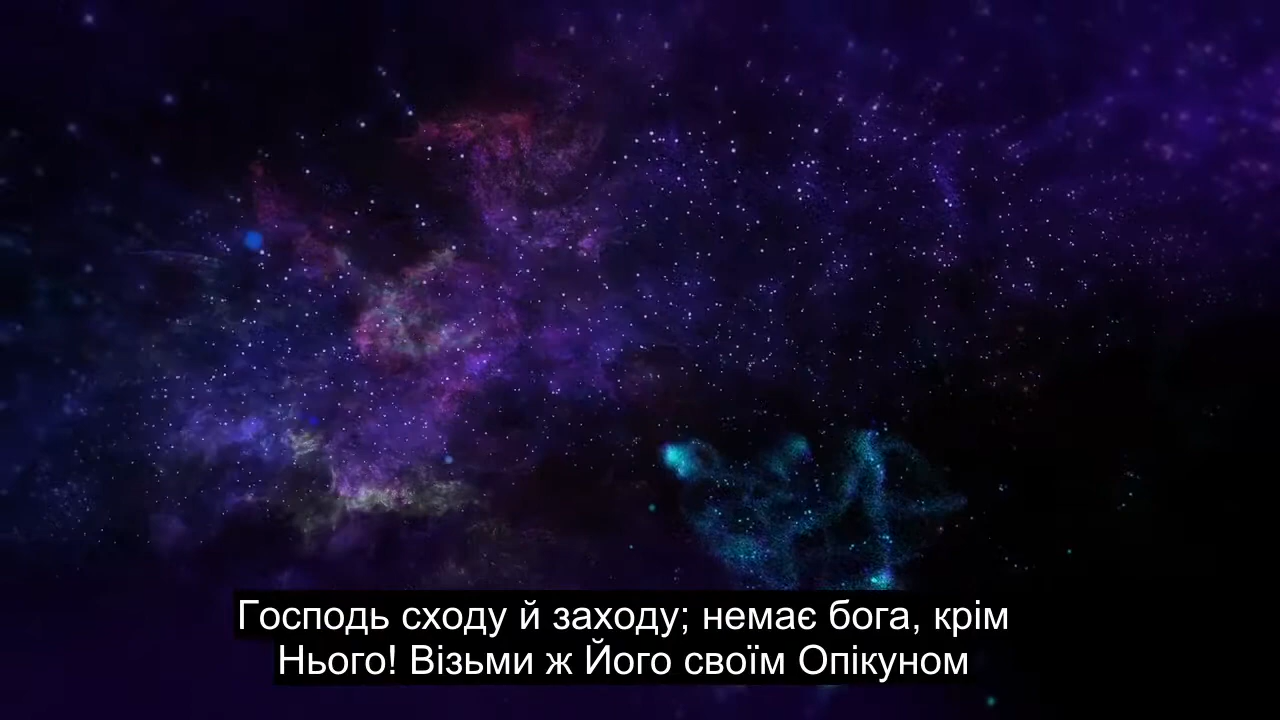 Господь сходу й заходу; немає бога, крім
Нього! Візьми ж Його своїм Опікуном